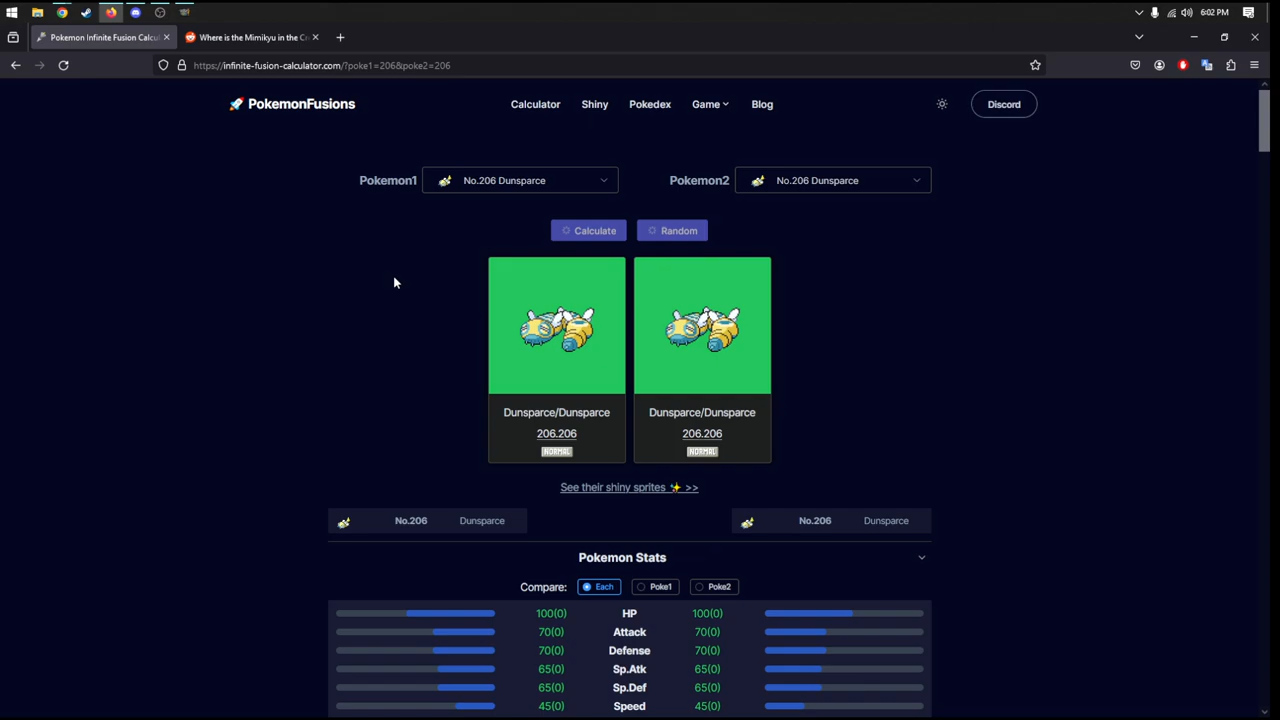 6:02 PM
Pokemon Infinite Fusion Calcu
Where is the Mimikyu in the Cr
https://infinite-fusion-calculator.com/?poke1=206&poke2=206
PokemonFusions
Calculator Shiny Pokedex Game Blog
Discord
Pokemon1 No.206 Dunsparce Pokemon2 No.206 Dunsparce
Calculate Random
Dunsparce/Dunsparce Dunsparce/Dunsparce
206.206 206.206
NORMAL NORMAL
See their shiny sprites ✨ >>
No.206 Dunsparce No.206 Dunsparce
Pokemon Stats
Compare: Each Poke1 Poke2
100(0) HP 100(0)
70(0) Attack 70(0)
70(0) Defense 70(0)
65(0) Sp.Atk 65(0)
65(0) Sp.Def 65(0)
45(0) Speed 45(0)